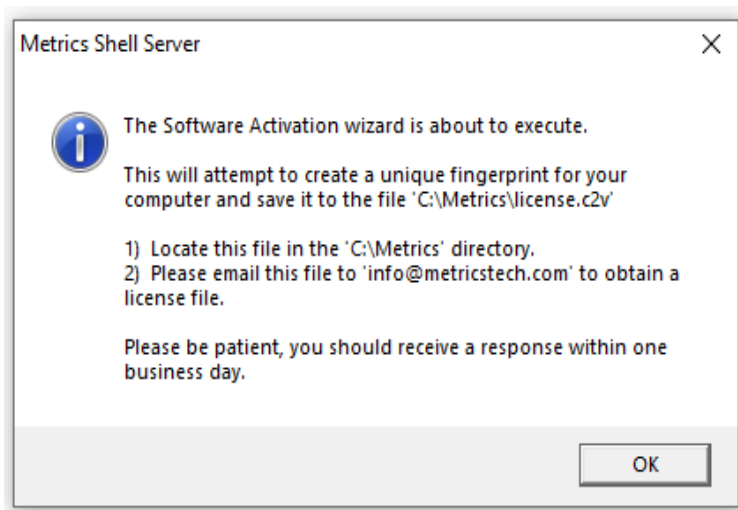 Metrics Shell Server
The Software Activation wizard is about to execute.
This will attempt to create a unique fingerprint for your
computer and save it to the file 'C:\Metrics\license.c2v'
1) Locate this file in the 'C:\Metrics' directory.
2) Please email this file to 'info@metricstech.com' to obtain a
license file.
Please be patient, you should receive a response within one
business day.
OK